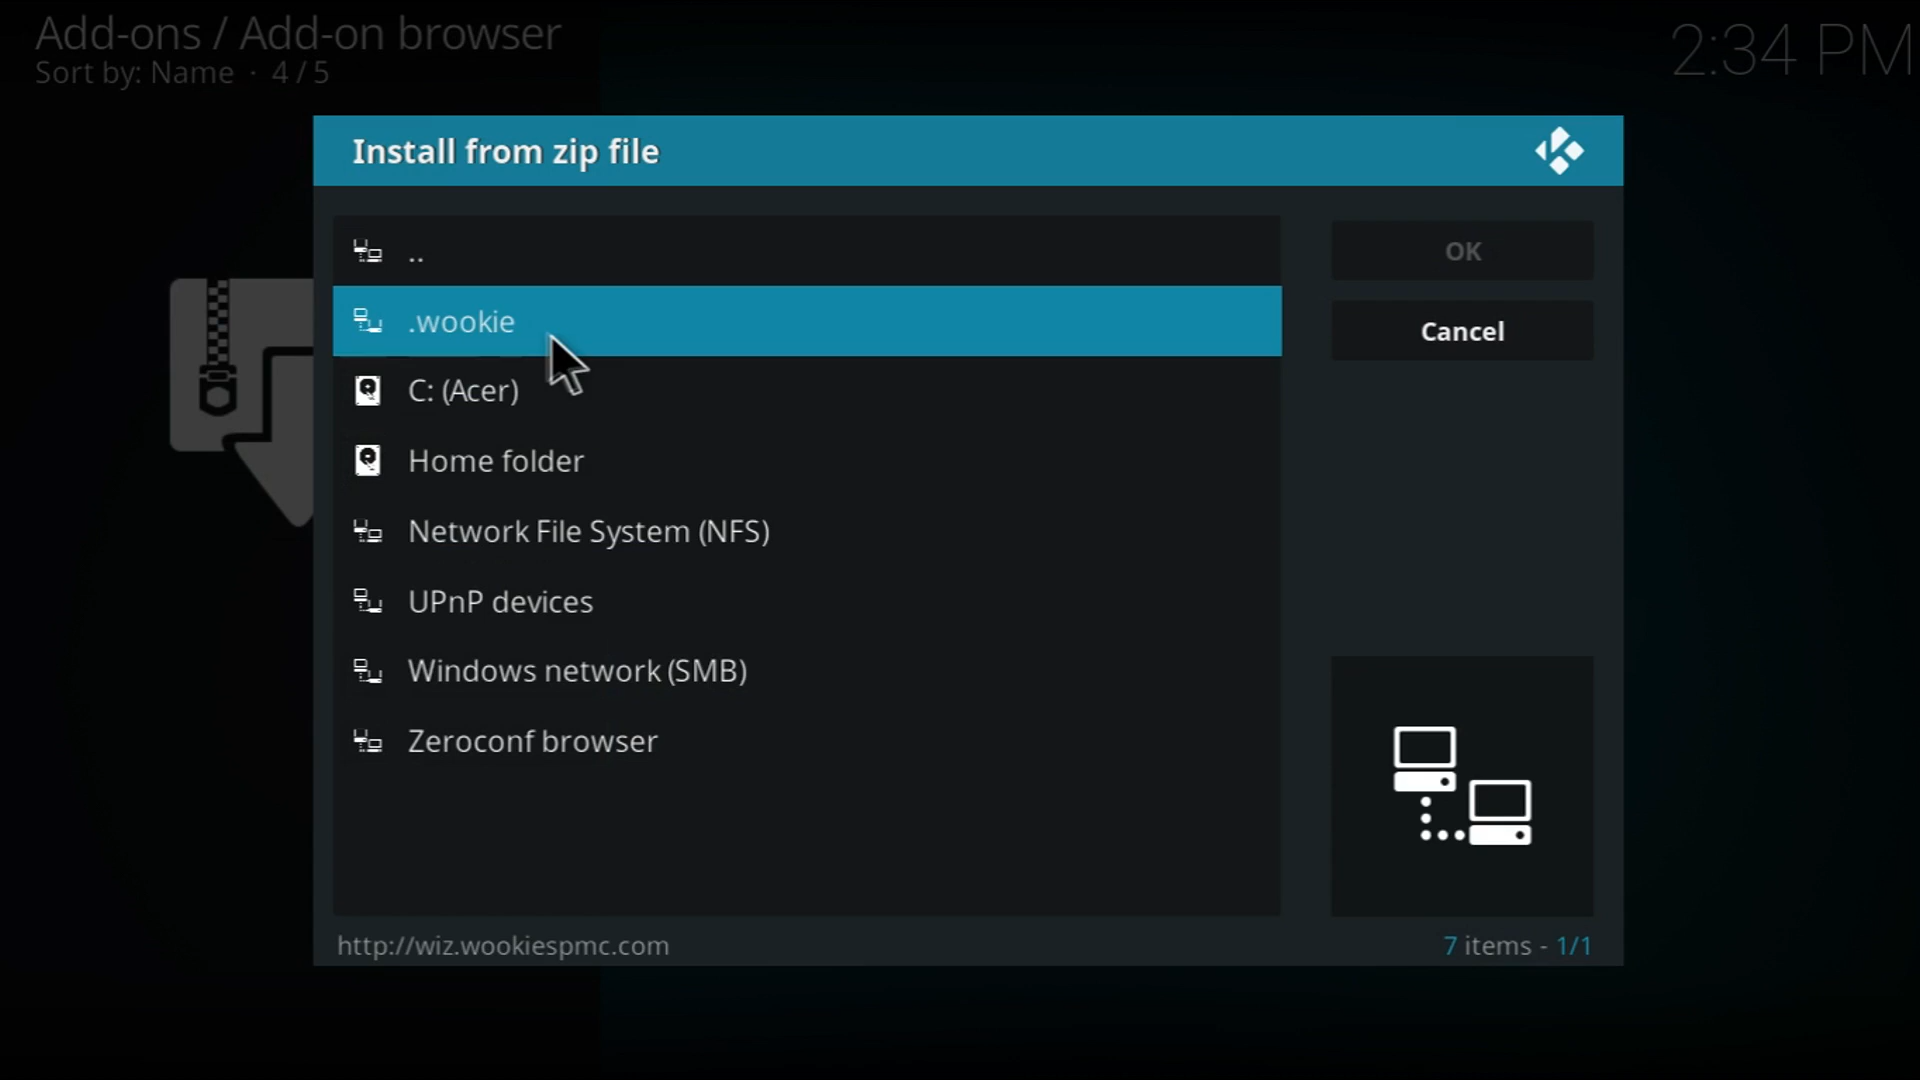 Add-ons / Add-on browser
Sort by: Name · 4 / 5
2:34 PM
Install from zip file
..
.wookie
C: (Acer)
Home folder
Network File System (NFS)
UPnP devices
Windows network (SMB)
Zeroconf browser
OK
Cancel
http://wiz.wookiespmc.com
7 items - 1/1